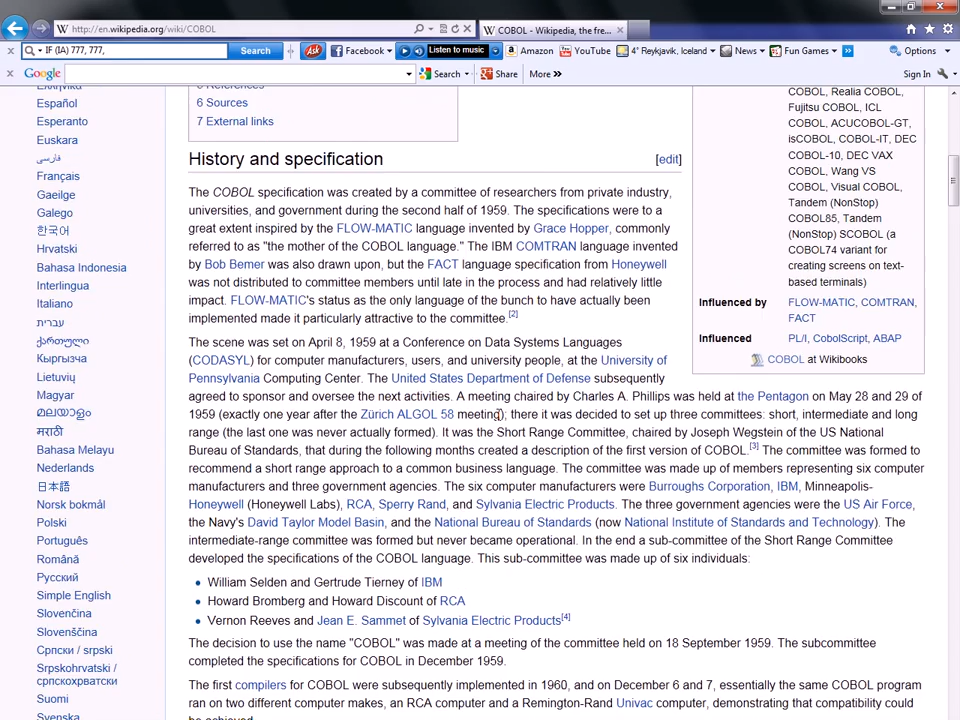 http://en.wikipedia.org/wiki/COBOL
COBOL - Wikipedia, the fre...
IF (IA) 777, 777,
Search
Ask
Facebook
Listen to music
Amazon
YouTube
4° Reykjavik, Iceland
News
Fun Games
Options
Google
Search
Share
More »
Sign In
Ελληνικά
Español
Esperanto
Euskara
فارسی
Français
Gaeilge
Galego
한국어
Hrvatski
Bahasa Indonesia
Interlingua
Italiano
עברית
ქართული
Кыргызча
Lietuvių
Magyar
മലയാളം
मराठी
Bahasa Melayu
Nederlands
日本語
Norsk bokmål
Polski
Português
Română
Русский
Simple English
Slovenčina
Slovenščina
Српски / srpski
Srpskohrvatski /
српскохрватски
Suomi
Svenska
5 References
6 Sources
7 External links
History and specification
[edit]
The COBOL specification was created by a committee of researchers from private industry,
universities, and government during the second half of 1959. The specifications were to a
great extent inspired by the FLOW-MATIC language invented by Grace Hopper, commonly
referred to as "the mother of the COBOL language." The IBM COMTRAN language invented
by Bob Bemer was also drawn upon, but the FACT language specification from Honeywell
was not distributed to committee members until late in the process and had relatively little
impact. FLOW-MATIC's status as the only language of the bunch to have actually been
implemented made it particularly attractive to the committee.[2]
The scene was set on April 8, 1959 at a Conference on Data Systems Languages
(CODASYL) for computer manufacturers, users, and university people, at the University of
Pennsylvania Computing Center. The United States Department of Defense subsequently
agreed to sponsor and oversee the next activities. A meeting chaired by Charles A. Phillips was held at the Pentagon on May 28 and 29 of
1959 (exactly one year after the Zürich ALGOL 58 meeting); there it was decided to set up three committees: short, intermediate and long
range (the last one was never actually formed). It was the Short Range Committee, chaired by Joseph Wegstein of the US National
Bureau of Standards, that during the following months created a description of the first version of COBOL.[3] The committee was formed to
recommend a short range approach to a common business language. The committee was made up of members representing six computer
manufacturers and three government agencies. The six computer manufacturers were Burroughs Corporation, IBM, Minneapolis-
Honeywell (Honeywell Labs), RCA, Sperry Rand, and Sylvania Electric Products. The three government agencies were the US Air Force,
the Navy's David Taylor Model Basin, and the National Bureau of Standards (now National Institute of Standards and Technology). The
intermediate-range committee was formed but never became operational. In the end a sub-committee of the Short Range Committee
developed the specifications of the COBOL language. This sub-committee was made up of six individuals:
William Selden and Gertrude Tierney of IBM
Howard Bromberg and Howard Discount of RCA
Vernon Reeves and Jean E. Sammet of Sylvania Electric Products[4]
The decision to use the name "COBOL" was made at a meeting of the committee held on 18 September 1959. The subcommittee
completed the specifications for COBOL in December 1959.
The first compilers for COBOL were subsequently implemented in 1960, and on December 6 and 7, essentially the same COBOL program
ran on two different computer makes, an RCA computer and a Remington-Rand Univac computer, demonstrating that compatibility could
be achieved.
COBOL, Realia COBOL,
Fujitsu COBOL, ICL
COBOL, ACUCOBOL-GT,
isCOBOL, COBOL-IT, DEC
COBOL-10, DEC VAX
COBOL, Wang VS
COBOL, Visual COBOL,
Tandem (NonStop)
COBOL85, Tandem
(NonStop) SCOBOL (a
COBOL74 variant for
creating screens on text-
based terminals)
Influenced by
FLOW-MATIC, COMTRAN,
FACT
Influenced
PL/I, CobolScript, ABAP
COBOL at Wikibooks